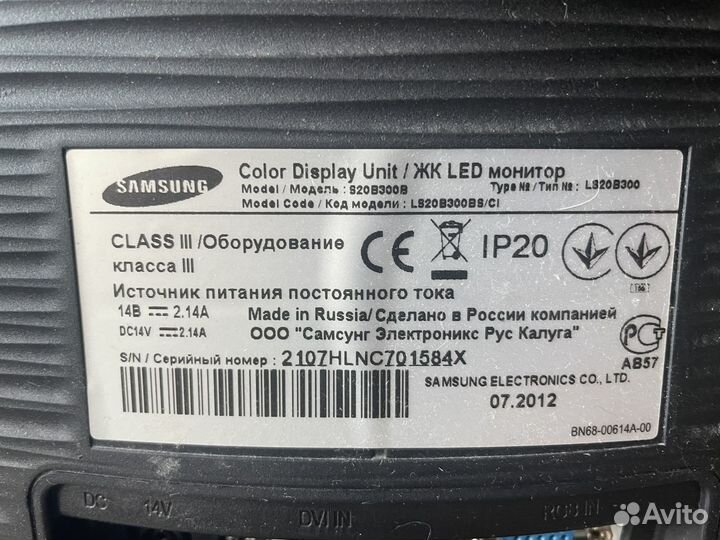 SAMSUNG
Color Display Unit / ЖК LED монитор
Model / Модель : S20B300B
Type № / Тип № : LS20B300
Model Code / Код модели : LS20B300BS/CI
CLASS III / Оборудование
класса III
CE
IP20
Источник питания постоянного тока
14В 2.14А
DC14V 2.14A
Made in Russia/ Сделано в России компанией
ООО "Самсунг Электроникс Рус Калуга"
АВ57
S/N / Серийный номер : 2107HLNC701584X
SAMSUNG ELECTRONICS CO., LTD.
07.2012
BN68-00614A-00
DC 14V
DVI IN
RGB IN
Avito